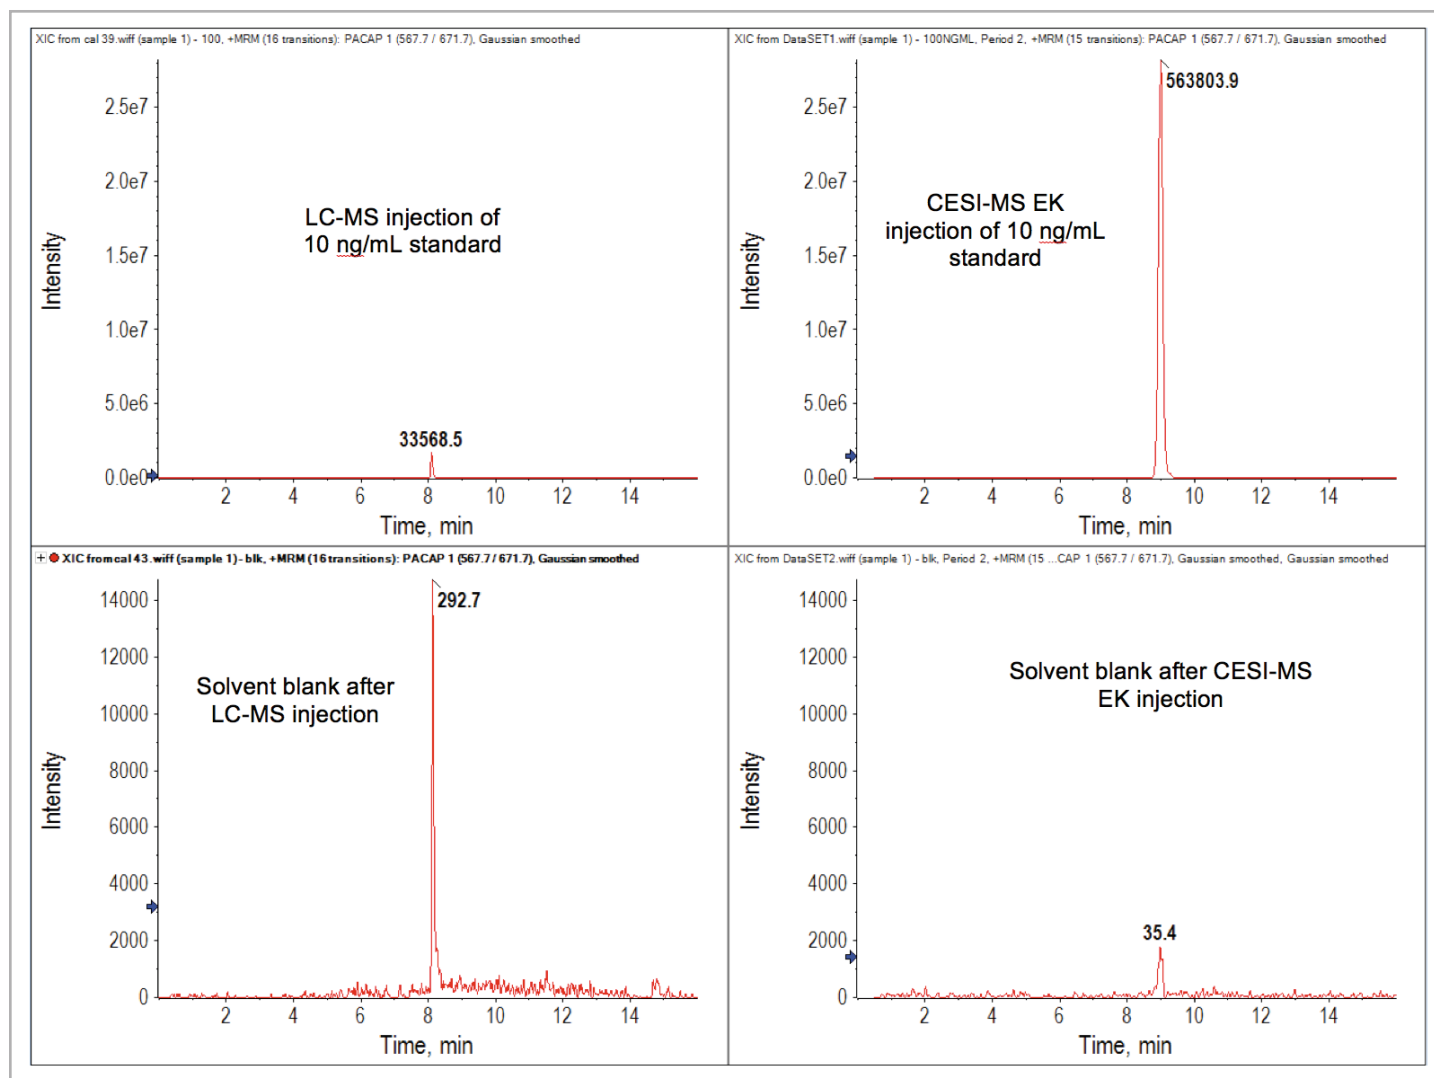 XIC from cal 39.wiff (sample 1) - 100, +MRM (16 transitions): PACAP 1 (567.7 / 671.7), Gaussian smoothed
2.5e7
2.0e7
1.5e7
1.0e7
5.0e6
0.0e0
Intensity
LC-MS injection of
10 ng/mL standard
33568.5
2 4 6 8 10 12 14
Time, min
XIC from DataSET1.wiff (sample 1) - 100NGML, Period 2, +MRM (15 transitions): PACAP 1 (567.7 / 671.7), Gaussian smoothed
2.5e7
2.0e7
1.5e7
1.0e7
5.0e6
0.0e0
Intensity
563803.9
CESI-MS EK
injection of 10 ng/mL
standard
2 4 6 8 10 12 14
Time, min
XIC from cal 43.wiff (sample 1) - blk, +MRM (16 transitions): PACAP 1 (567.7 / 671.7), Gaussian smoothed
14000
12000
10000
8000
6000
4000
2000
0
Intensity
292.7
Solvent blank after
LC-MS injection
2 4 6 8 10 12 14
Time, min
XIC from DataSET2.wiff (sample 1) - blk, Period 2, +MRM (15 ...CAP 1 (567.7 / 671.7), Gaussian smoothed, Gaussian smoothed
14000
12000
10000
8000
6000
4000
2000
0
Intensity
Solvent blank after CESI-MS
EK injection
35.4
2 4 6 8 10 12 14
Time, min